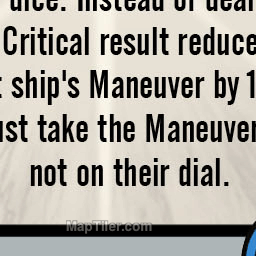 dice. Instead of deal
Critical result reduce
ship's Maneuver by 1
ust take the Maneuver
not on their dial.
MapTiler.com